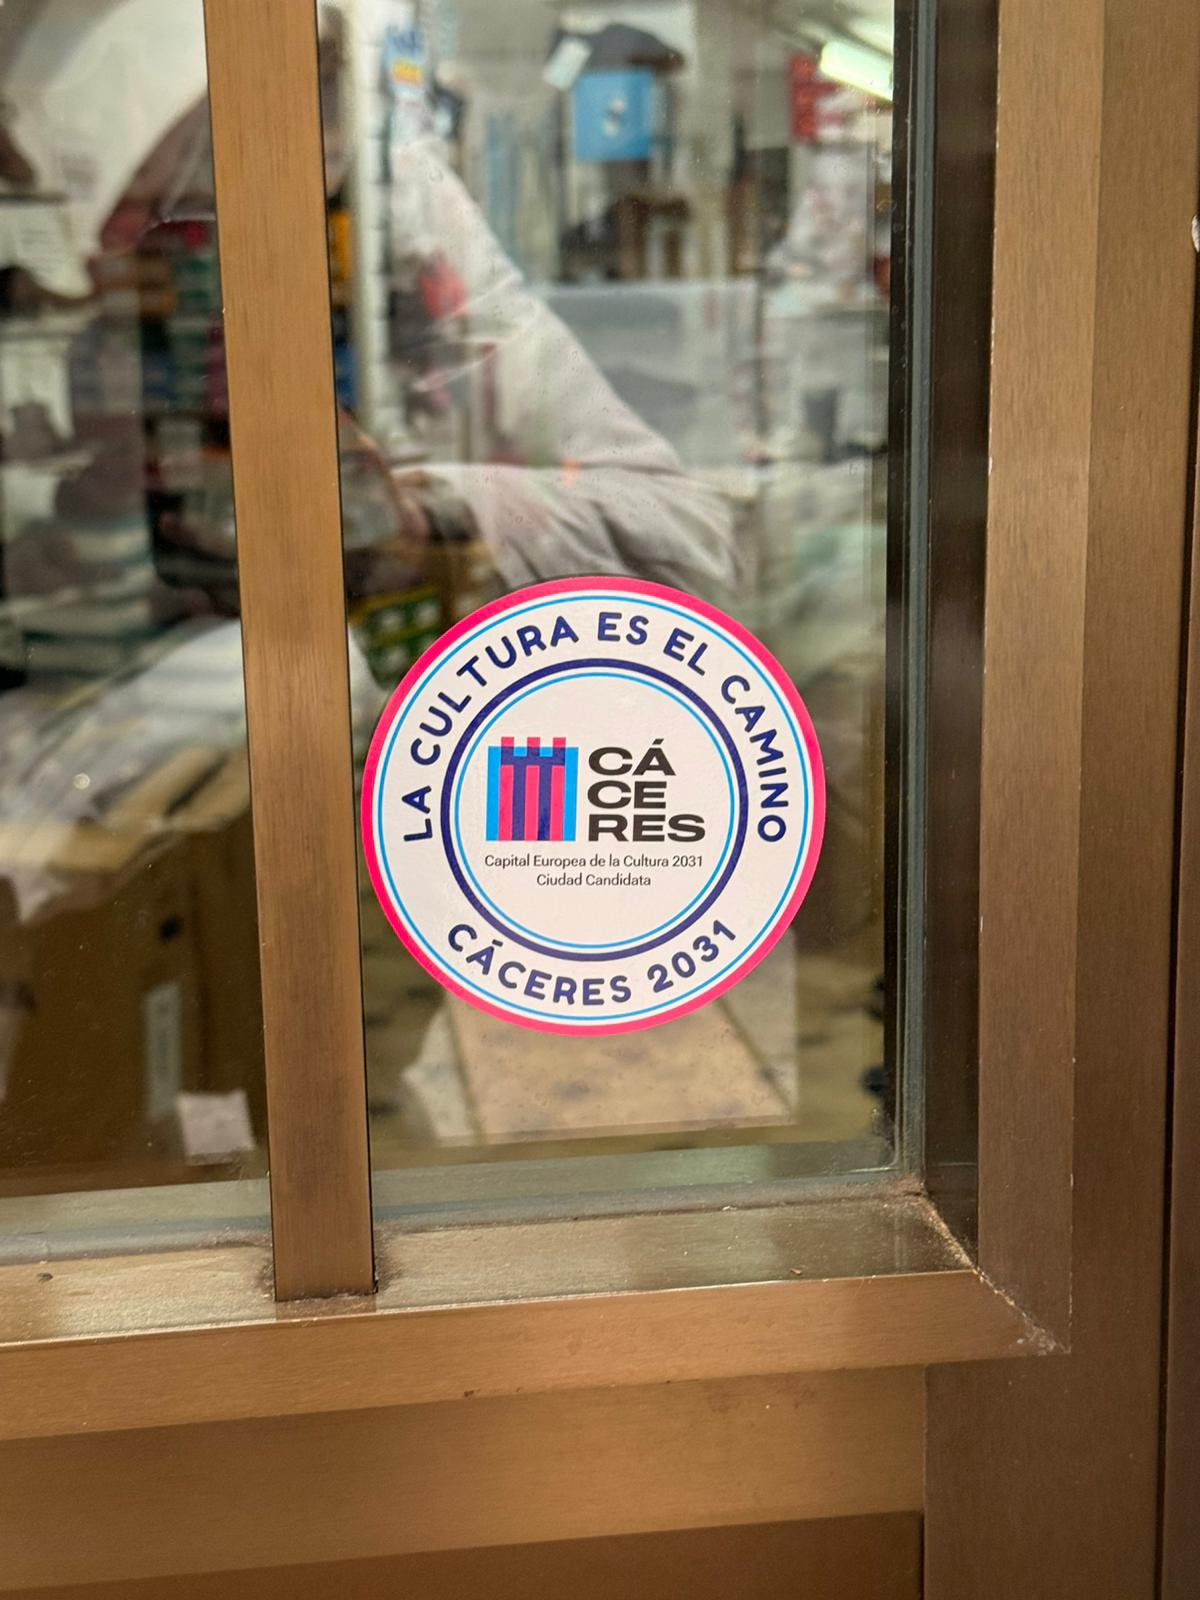 LA CULTURA ES EL CAMINO
CÁ
CE
RES
Capital Europea de la Cultura 2031
Ciudad Candidata
CÁCERES 2031